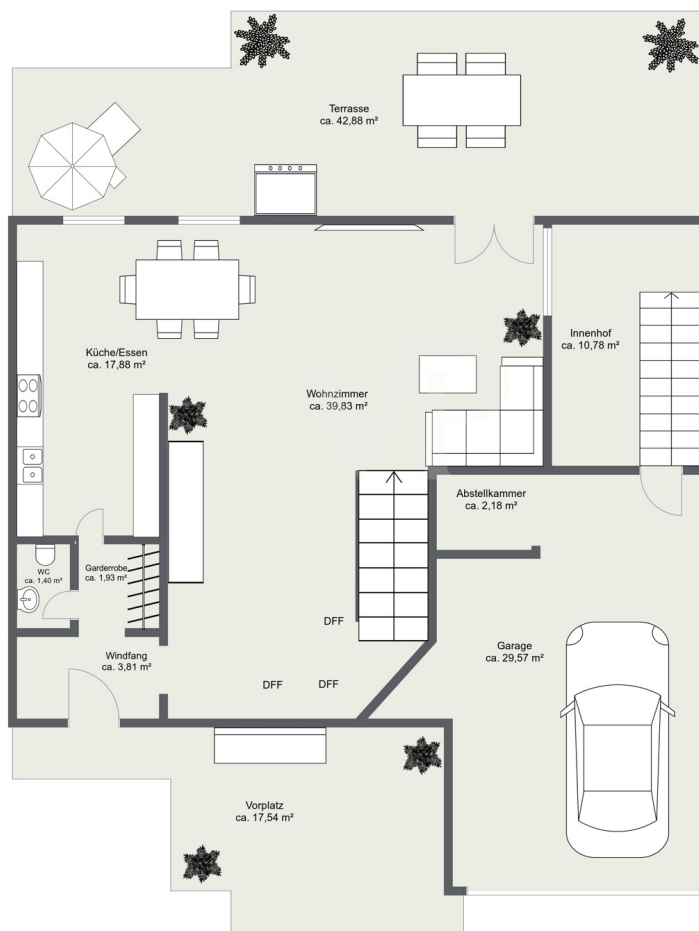 Terrasse
ca. 42,88 m²
Innenhof
ca. 10,78 m²
Küche/Essen
ca. 17,88 m²
Wohnzimmer
ca. 39,83 m²
Abstellkammer
ca. 2,18 m²
WC
ca. 1,40 m²
Garderrobe
ca. 1,93 m²
DFF
Garage
ca. 29,57 m²
Windfang
ca. 3,81 m²
DFF DFF
Vorplatz
ca. 17,54 m²